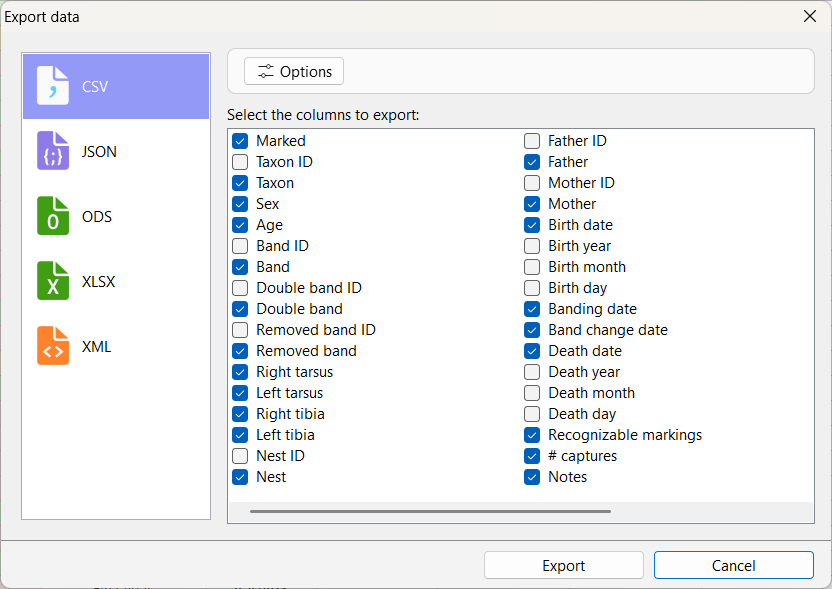 Export data
CSV
JSON
ODS
XLSX
XML
Options
Select the columns to export:
Marked
Taxon ID
Taxon
Sex
Age
Band ID
Band
Double band ID
Double band
Removed band ID
Removed band
Right tarsus
Left tarsus
Right tibia
Left tibia
Nest ID
Nest
Father ID
Father
Mother ID
Mother
Birth date
Birth year
Birth month
Birth day
Banding date
Band change date
Death date
Death year
Death month
Death day
Recognizable markings
# captures
Notes
Export
Cancel